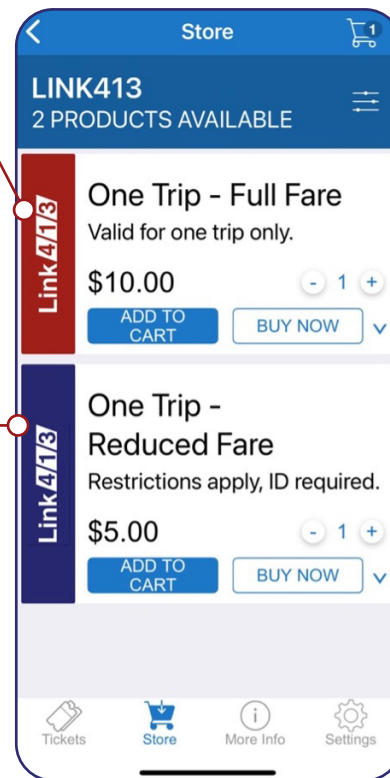 Store
1
LINK413
2 PRODUCTS AVAILABLE
Link 4/1/3
One Trip - Full Fare
Valid for one trip only.
$10.00
- 1 +
ADD TO
CART
BUY NOW
Link 4/1/3
One Trip -
Reduced Fare
Restrictions apply, ID required.
$5.00
- 1 +
ADD TO
CART
BUY NOW
Tickets
Store
More Info
Settings